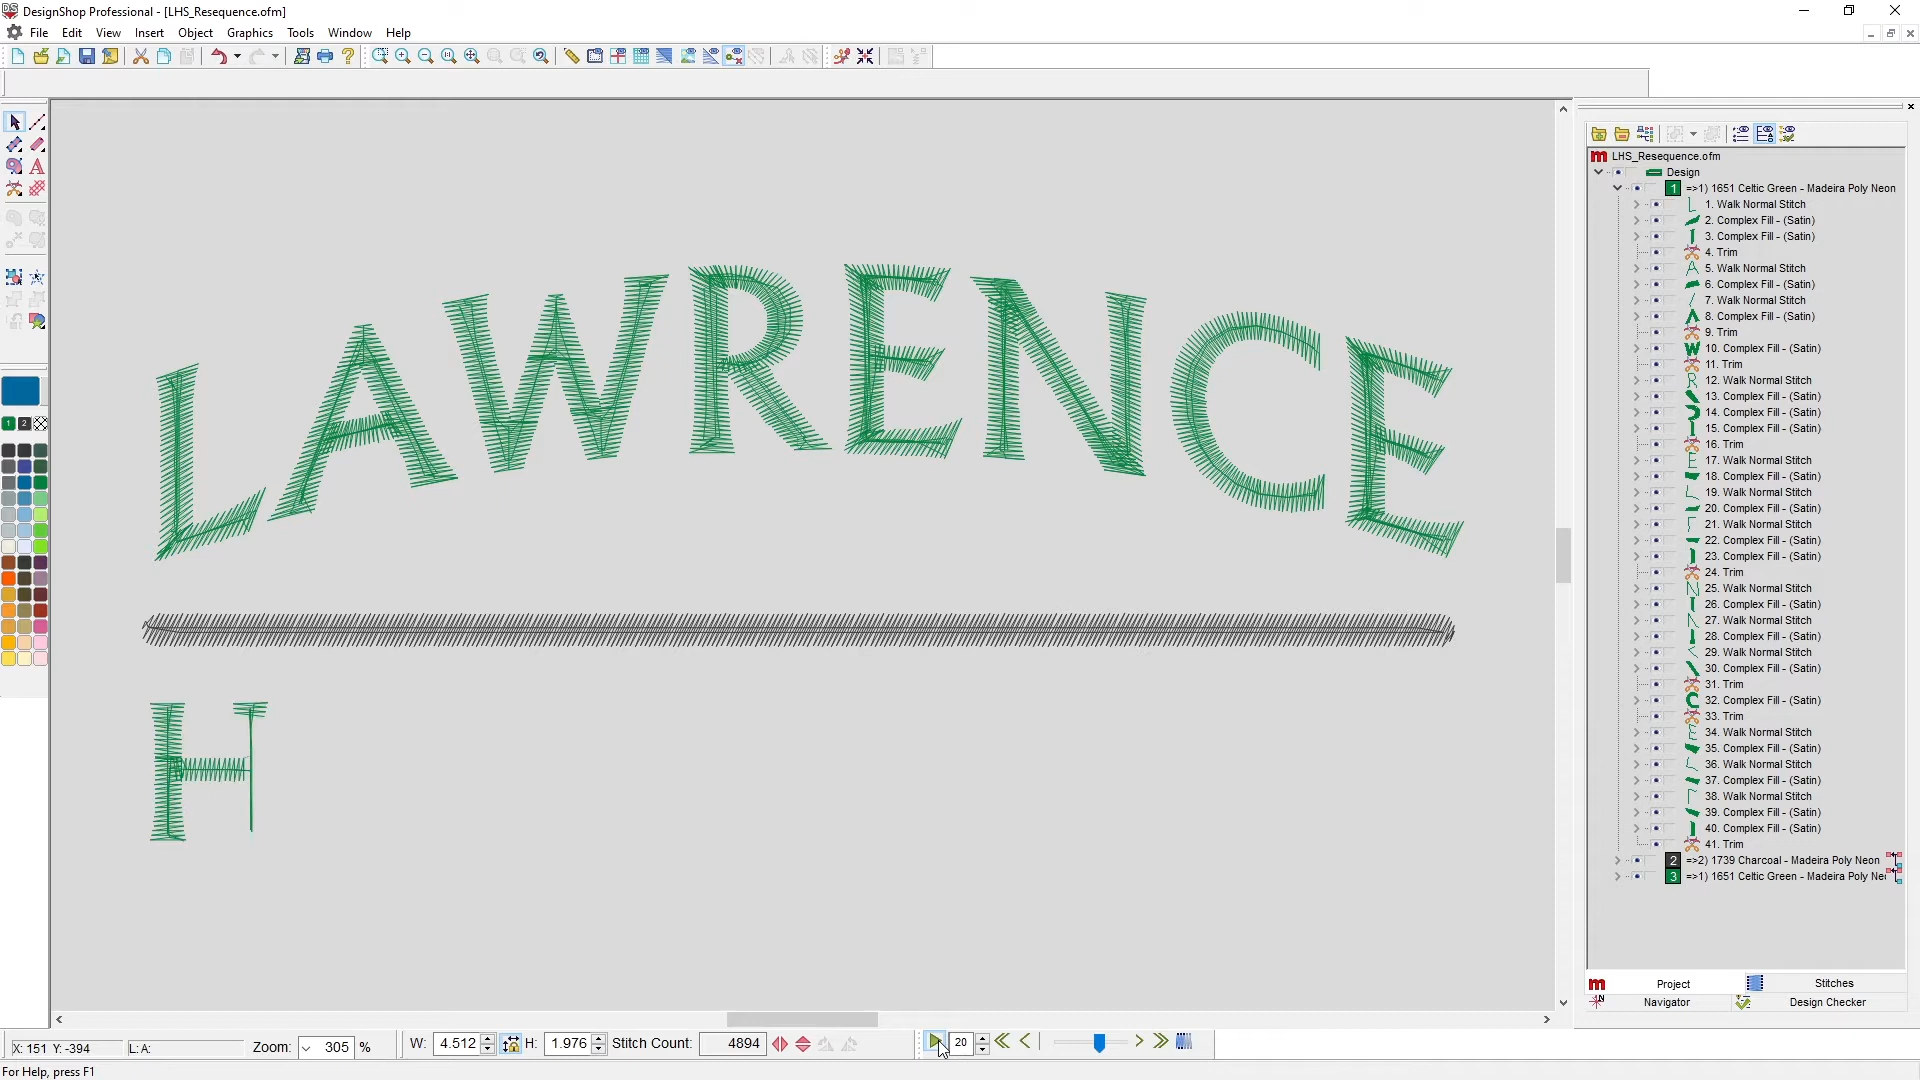 DesignShop Professional - [LHS_Resequence.ofm]
File Edit View Insert Object Graphics Tools Window Help
LAWRENCE
H
LHS_Resequence.ofm
Design
1 =>1) 1651 Celtic Green - Madeira Poly Neon
1. Walk Normal Stitch
2. Complex Fill - (Satin)
3. Complex Fill - (Satin)
4. Trim
5. Walk Normal Stitch
6. Complex Fill - (Satin)
7. Walk Normal Stitch
8. Complex Fill - (Satin)
9. Trim
10. Complex Fill - (Satin)
11. Trim
12. Walk Normal Stitch
13. Complex Fill - (Satin)
14. Complex Fill - (Satin)
15. Complex Fill - (Satin)
16. Trim
17. Walk Normal Stitch
18. Complex Fill - (Satin)
19. Walk Normal Stitch
20. Complex Fill - (Satin)
21. Walk Normal Stitch
22. Complex Fill - (Satin)
23. Complex Fill - (Satin)
24. Trim
25. Walk Normal Stitch
26. Complex Fill - (Satin)
27. Walk Normal Stitch
28. Complex Fill - (Satin)
29. Walk Normal Stitch
30. Complex Fill - (Satin)
31. Trim
32. Complex Fill - (Satin)
33. Trim
34. Walk Normal Stitch
35. Complex Fill - (Satin)
36. Walk Normal Stitch
37. Complex Fill - (Satin)
38. Walk Normal Stitch
39. Complex Fill - (Satin)
40. Complex Fill - (Satin)
41. Trim
2 =>2) 1739 Charcoal - Madeira Poly Neon
3 =>1) 1651 Celtic Green - Madeira Poly Ne
Project Stitches
Navigator Design Checker
X: 151 Y: -394 L: A: Zoom: 305 % W: 4.512 H: 1.976 Stitch Count: 4894 20
For Help, press F1